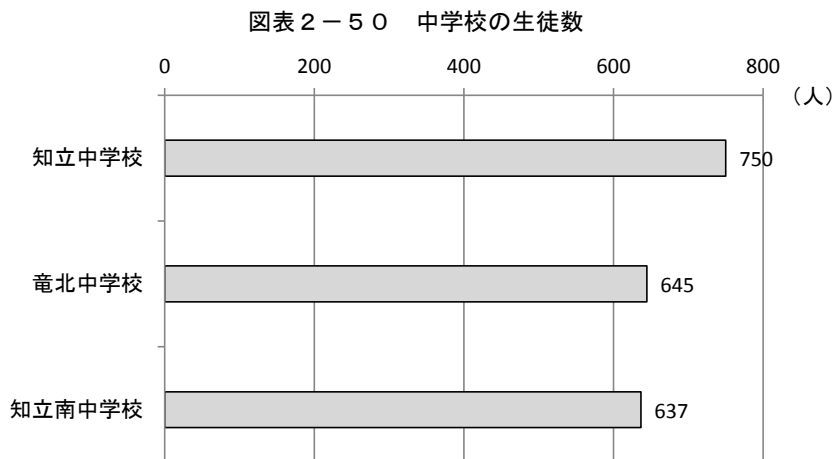 図表２－５０　中学校の生徒数
0 200 400 600 800
（人）
知立中学校 750
竜北中学校 645
知立南中学校 637